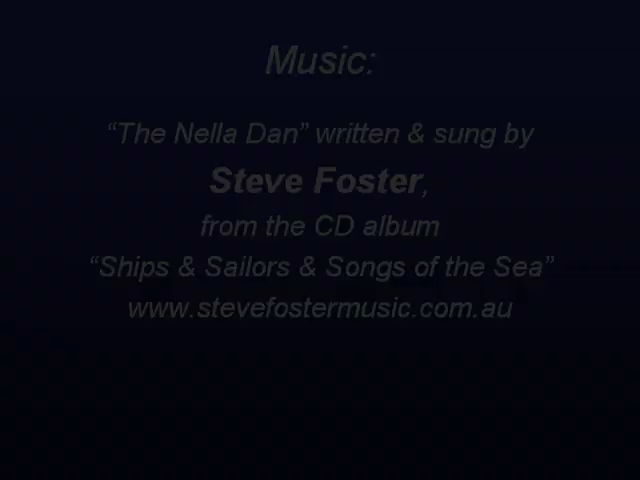 Music:
“The Nella Dan” written & sung by
Steve Foster,
from the CD album
“Ships & Sailors & Songs of the Sea”
www.stevefostermusic.com.au